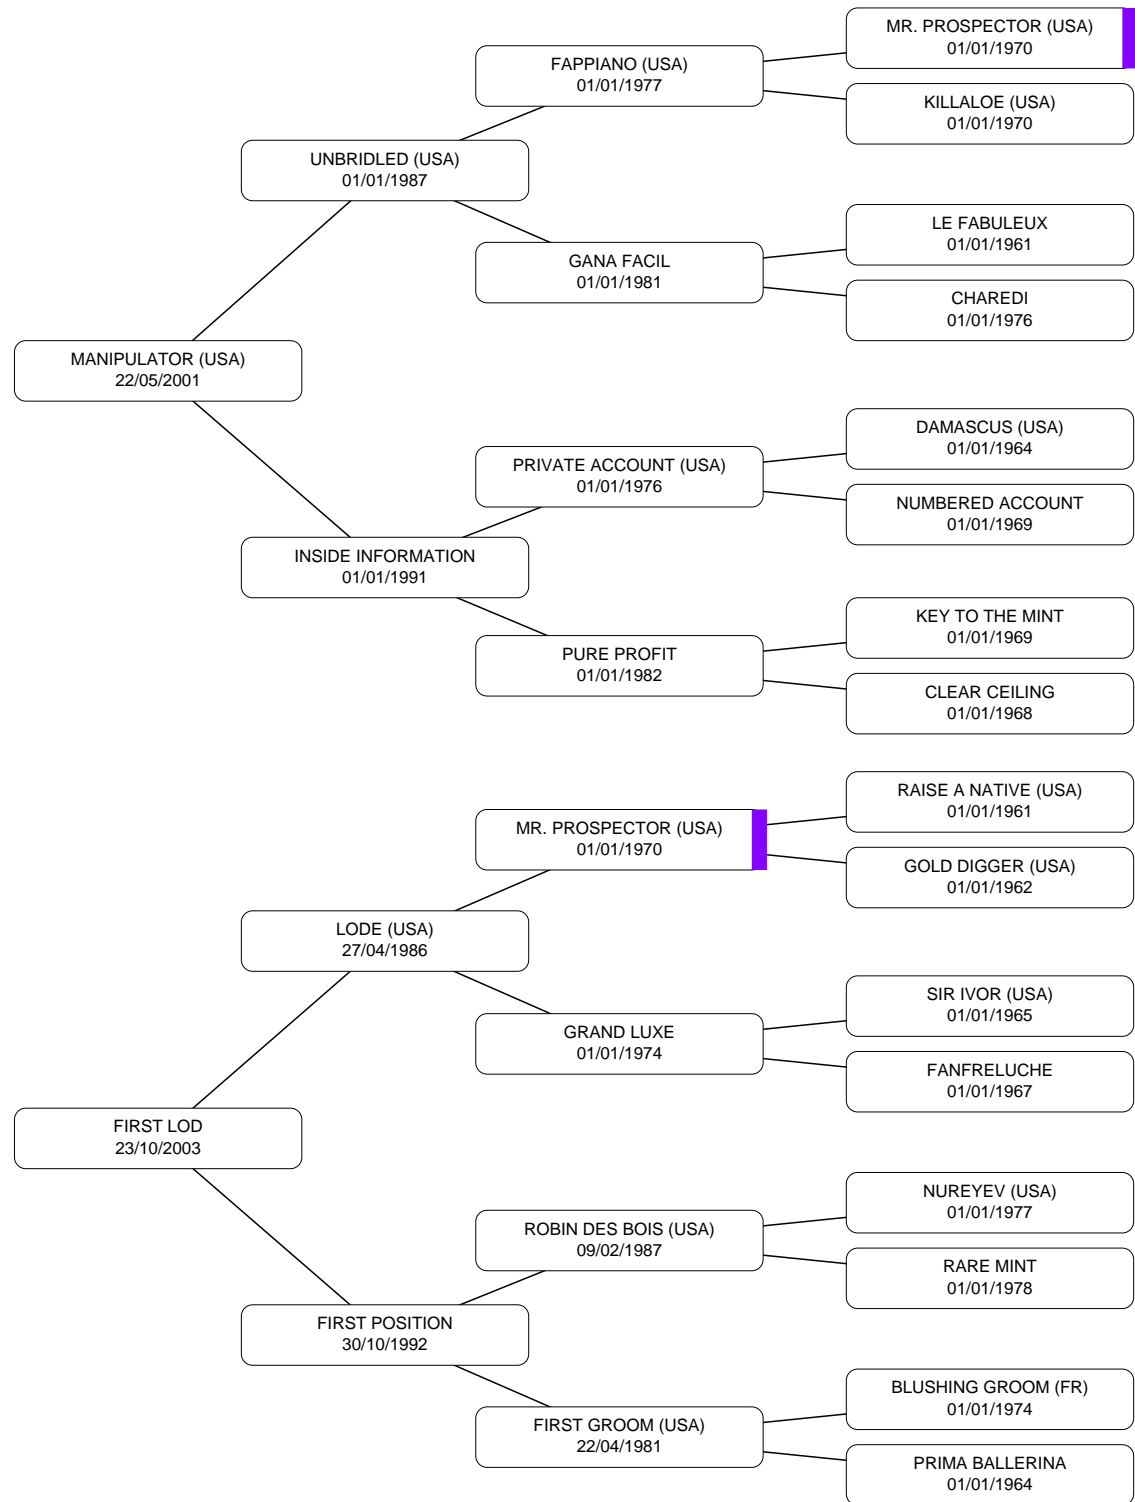 MR. PROSPECTOR (USA)
01/01/1970
FAPPIANO (USA)
01/01/1977
KILLALOE (USA)
01/01/1970
UNBRIDLED (USA)
01/01/1987
LE FABULEUX
01/01/1961
GANA FACIL
01/01/1981
CHAREDI
01/01/1976
MANIPULATOR (USA)
22/05/2001
DAMASCUS (USA)
01/01/1964
PRIVATE ACCOUNT (USA)
01/01/1976
NUMBERED ACCOUNT
01/01/1969
INSIDE INFORMATION
01/01/1991
KEY TO THE MINT
01/01/1969
PURE PROFIT
01/01/1982
CLEAR CEILING
01/01/1968
RAISE A NATIVE (USA)
01/01/1961
MR. PROSPECTOR (USA)
01/01/1970
GOLD DIGGER (USA)
01/01/1962
LODE (USA)
27/04/1986
SIR IVOR (USA)
01/01/1965
GRAND LUXE
01/01/1974
FANFRELUCHE
01/01/1967
FIRST LOD
23/10/2003
NUREYEV (USA)
01/01/1977
ROBIN DES BOIS (USA)
09/02/1987
RARE MINT
01/01/1978
FIRST POSITION
30/10/1992
BLUSHING GROOM (FR)
01/01/1974
FIRST GROOM (USA)
22/04/1981
PRIMA BALLERINA
01/01/1964